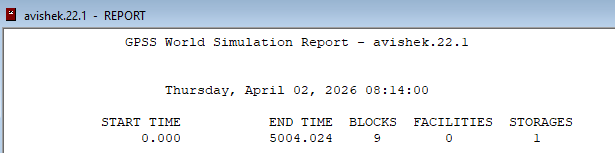 avishek.22.1 - REPORT
GPSS World Simulation Report - avishek.22.1
Thursday, April 02, 2026 08:14:00
START TIME END TIME BLOCKS FACILITIES STORAGES
0.000 5004.024 9 0 1